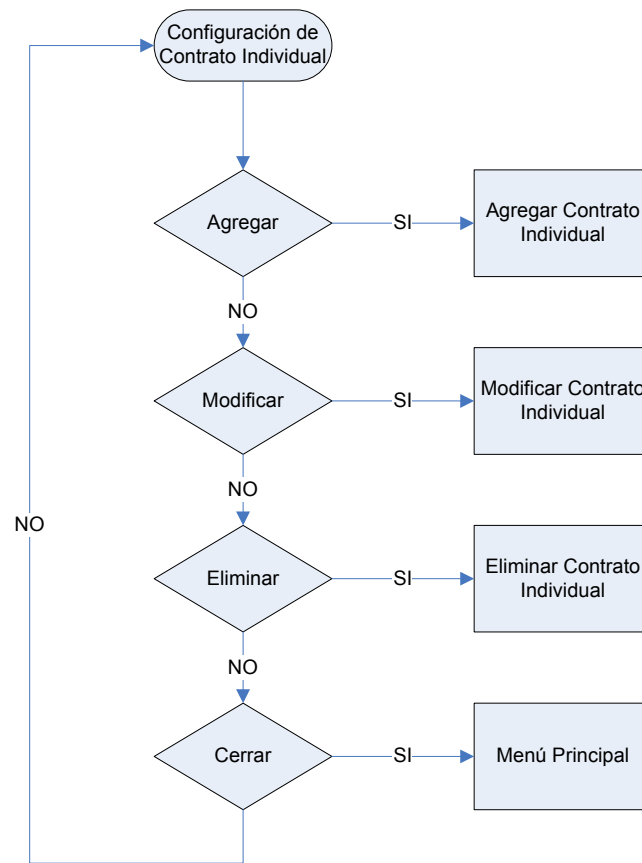 Configuración de
Contrato Individual
Agregar
SI
Agregar Contrato
Individual
NO
Modificar
SI
Modificar Contrato
Individual
NO
Eliminar
SI
Eliminar Contrato
Individual
NO
NO
Cerrar
SI
Menú Principal